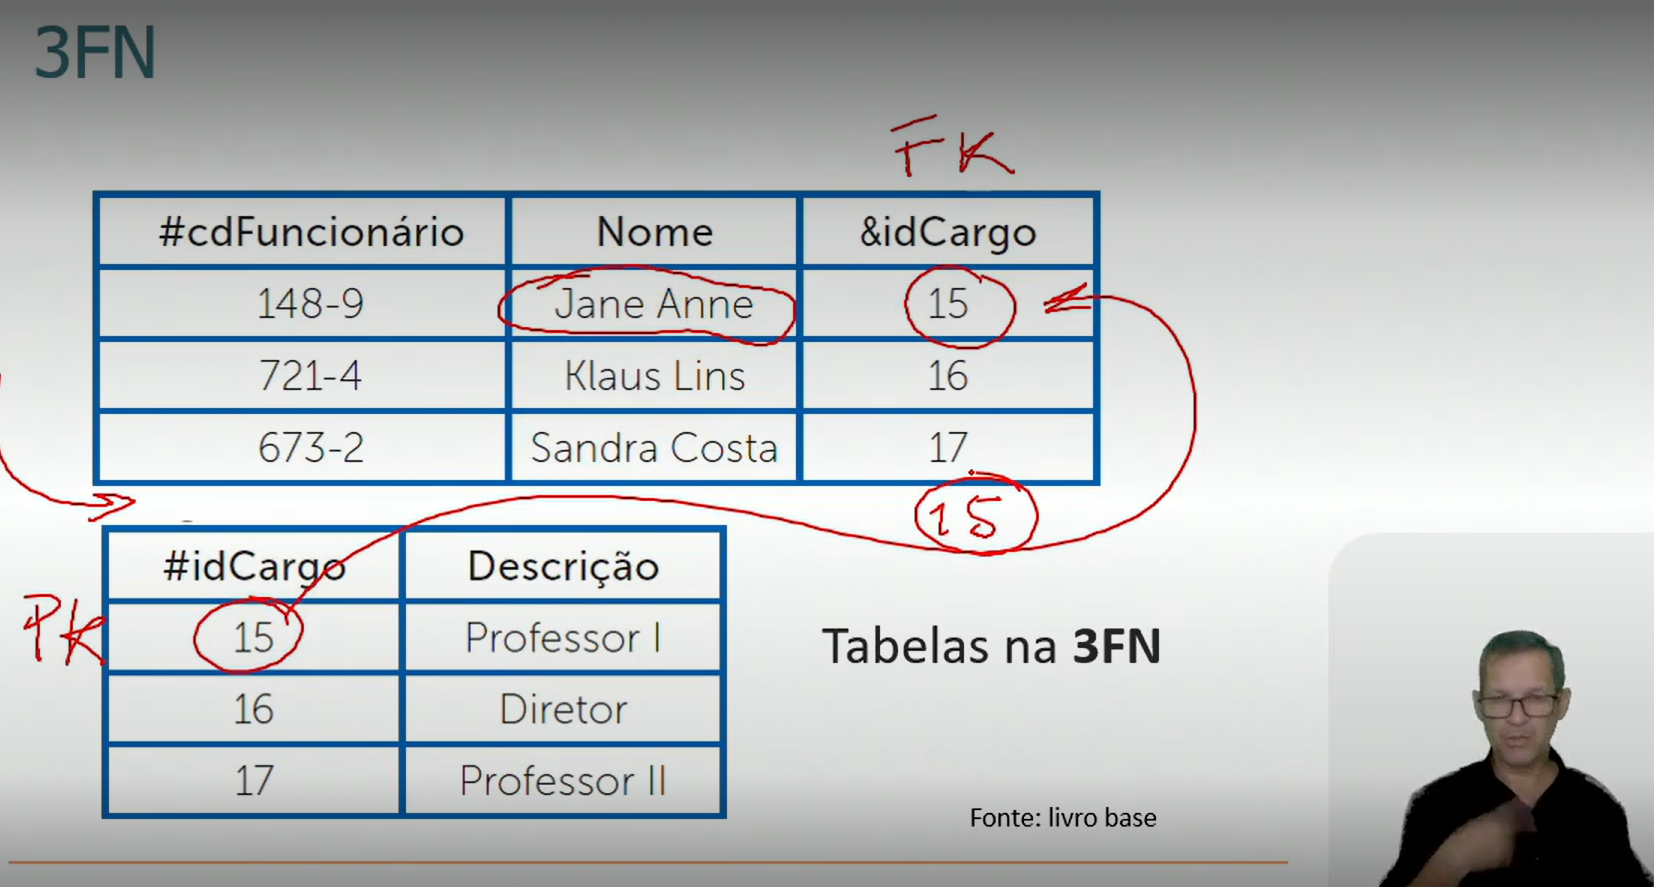 3FN
FK
#cdFuncionário Nome &idCargo
148-9 Jane Anne 15
721-4 Klaus Lins 16
673-2 Sandra Costa 17
15
#idCargo Descrição
PK
15 Professor I
16 Diretor
17 Professor II
Tabelas na 3FN
Fonte: livro base